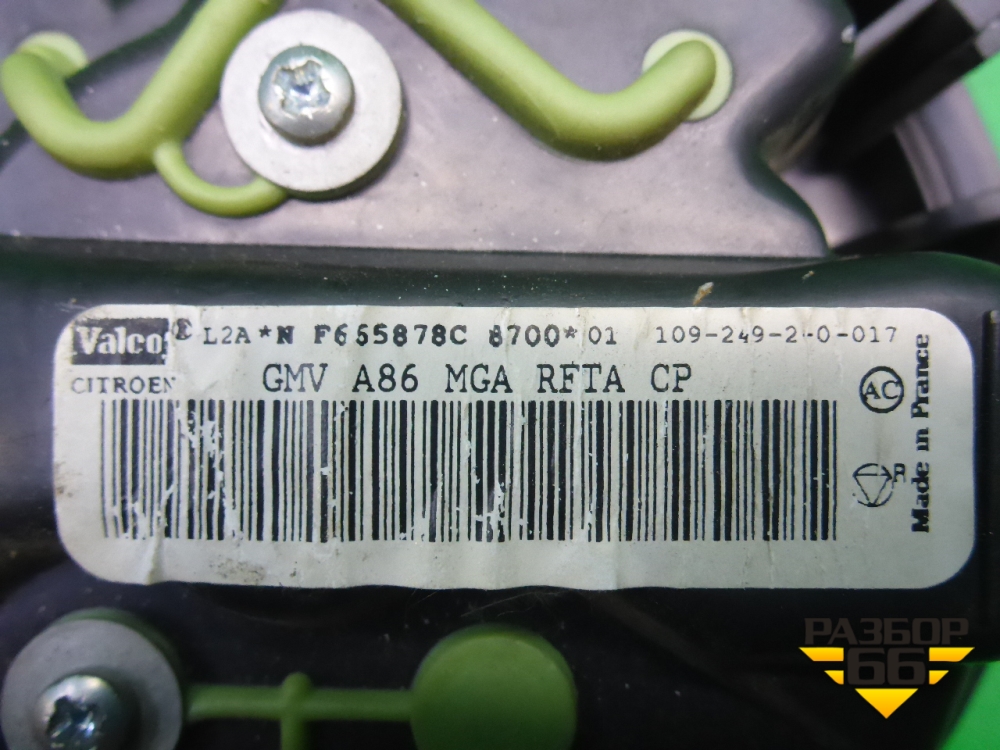 Valeo® L2A*N F655878C 8700*01 109-249-2-0-017
CITROEN GMV A86 MGA RFTA CP
AC
R
Made in France
РАЗБОР
66